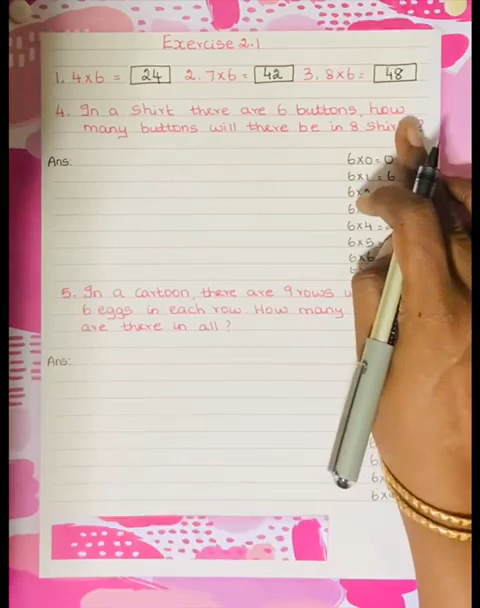 Exercise 2.1
1. 4x6 = 24 2. 7x6 = 42 3. 8x6 = 48
4. In a shirt there are 6 buttons, how
many buttons will there be in 8
Ans:
6x0=0
6x1=6
6x4=
6x5=
6x6
5. In a cartoon, there are 9 rows
6 eggs in each row. How many
are there in all?
Ans: